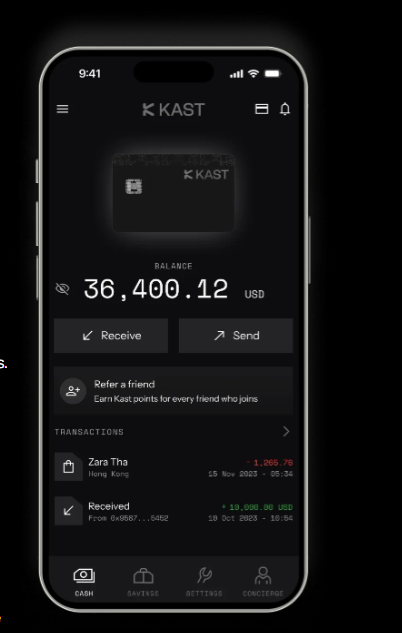 9:41
KAST
KAST
BALANCE
36,400.12 USD
Receive
Send
Refer a friend
Earn Kast points for every friend who joins
TRANSACTIONS
Zara Tha
- 1,265.76
Hong Kong
15 Nov 2023 - 05:34
Received
+ 10,000.00 USD
From 0x9587...5452
10 Oct 2023 - 16:54
CASH
SAVINGS
SETTINGS
CONCIERGE
s.